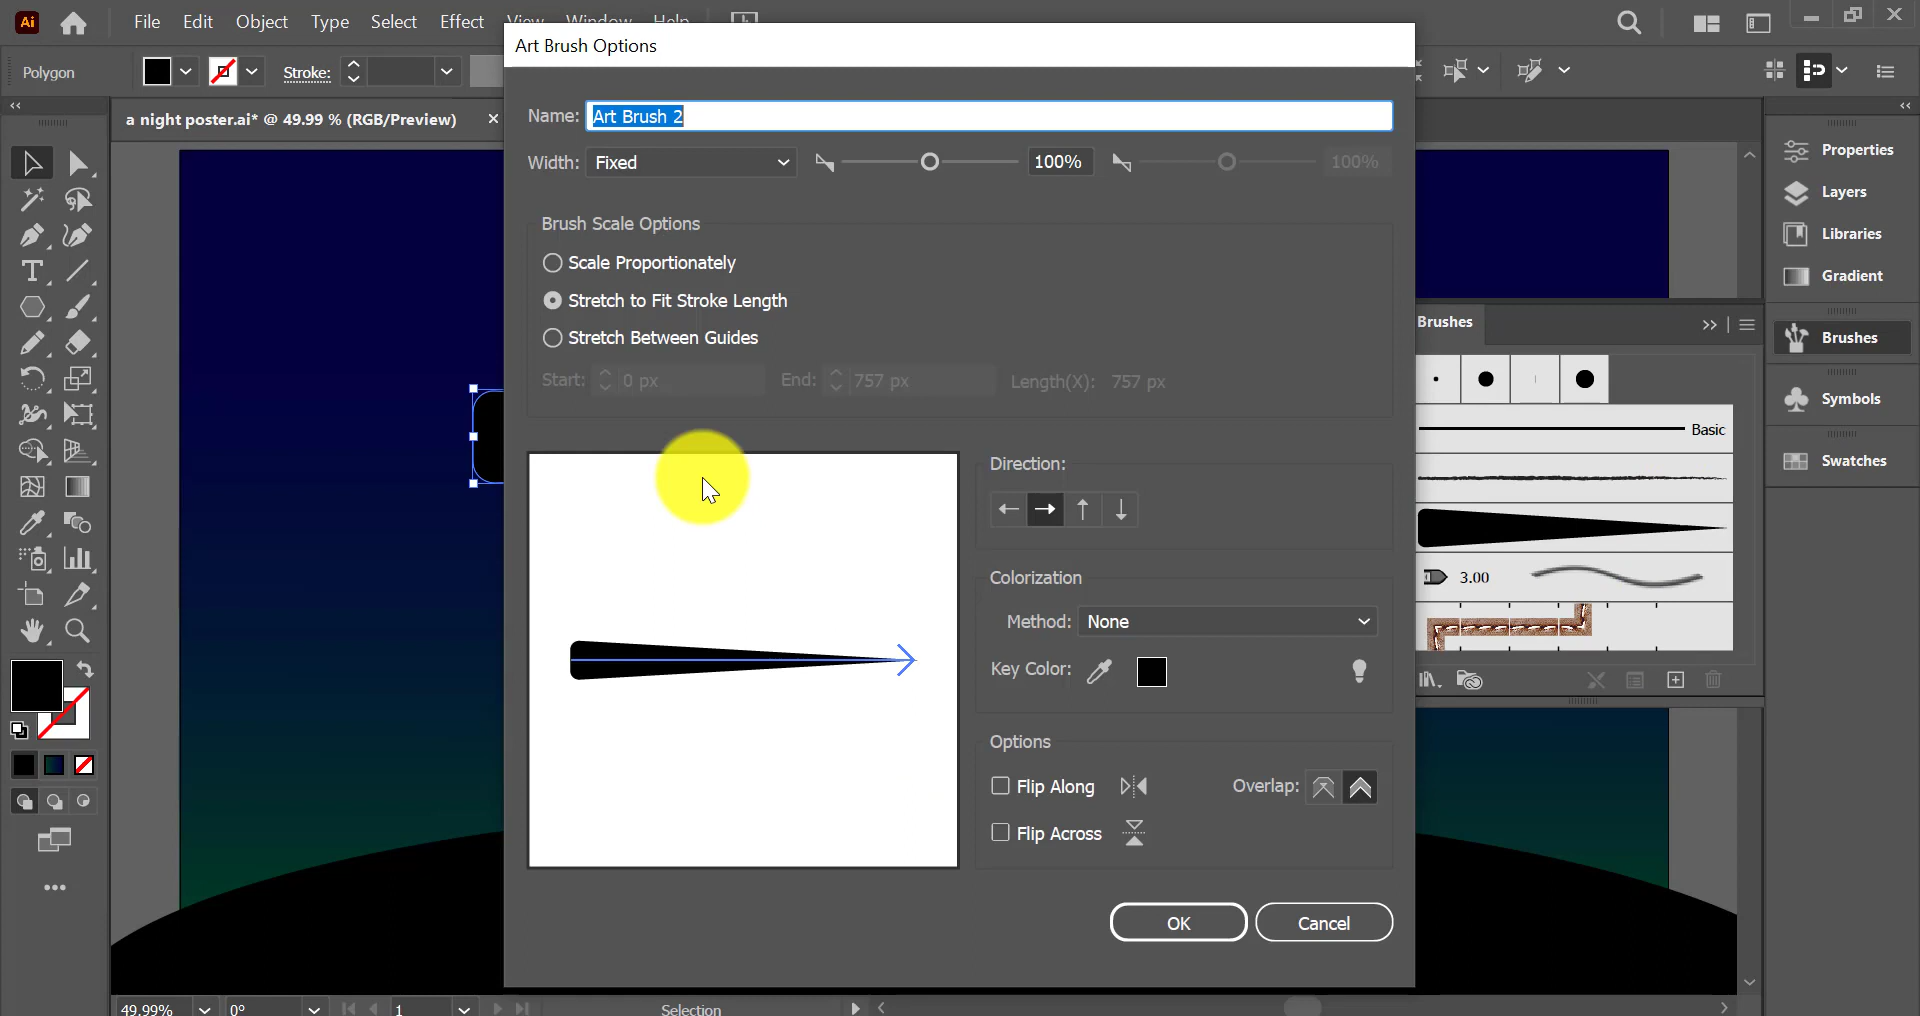 Ai
File Edit Object Type Select Effect View Window Help
Art Brush Options
Polygon
Stroke:
a night poster.ai* @ 49.99 % (RGB/Preview)
Name: Art Brush 2
Width: Fixed 100% 100%
Brush Scale Options
Scale Proportionately
Stretch to Fit Stroke Length
Stretch Between Guides
Start: 0 px End: 757 px Length(X): 757 px
Direction:
Colorization
Method: None
Key Color:
Options
Flip Along Overlap:
Flip Across
OK Cancel
Brushes
Basic
3.00
Properties
Layers
Libraries
Gradient
Brushes
Symbols
Swatches
49.99% 0° 1 Selection